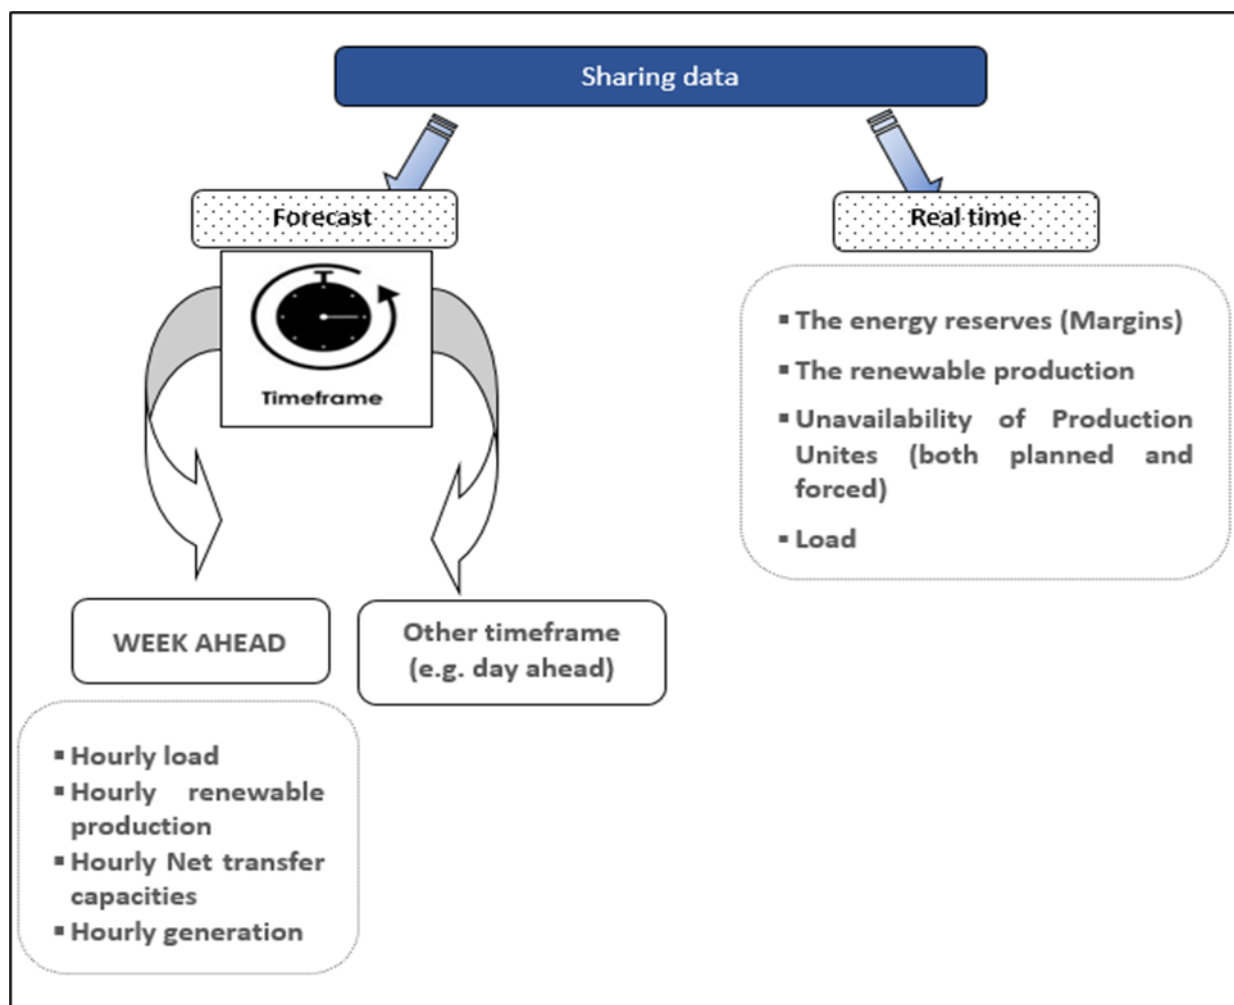 Sharing data
Forecast
Real time
Timeframe
▪ The energy reserves (Margins)
▪ The renewable production
▪ Unavailability of Production
Unites (both planned and
forced)
▪ Load
WEEK AHEAD
Other timeframe
(e.g. day ahead)
▪ Hourly load
▪ Hourly renewable
production
▪ Hourly Net transfer
capacities
▪ Hourly generation